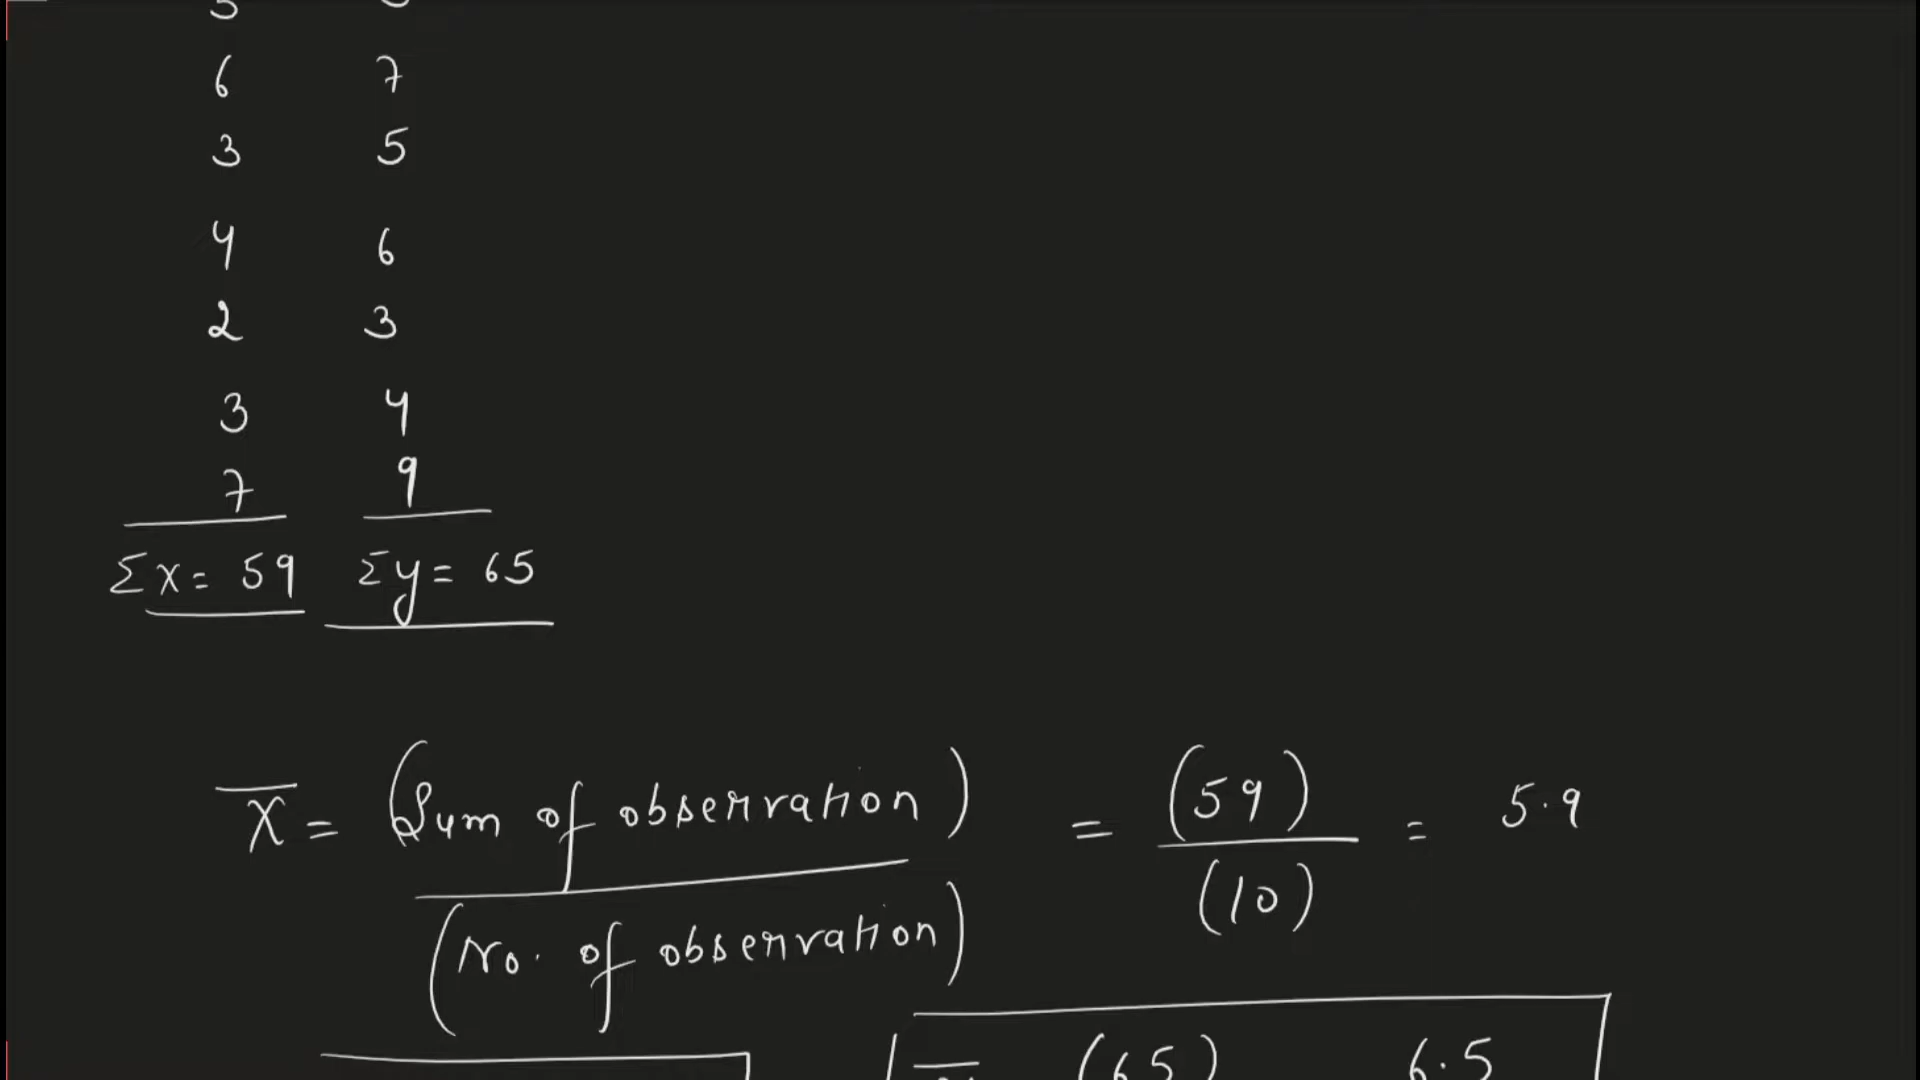 6 7
3 5
4 6
2 3
3 4
7 9
Σx = 59 Σy = 65
X̄ = (Sum of observation) = (59) = 5.9
(No. of observation) (10)
(65) 6.5